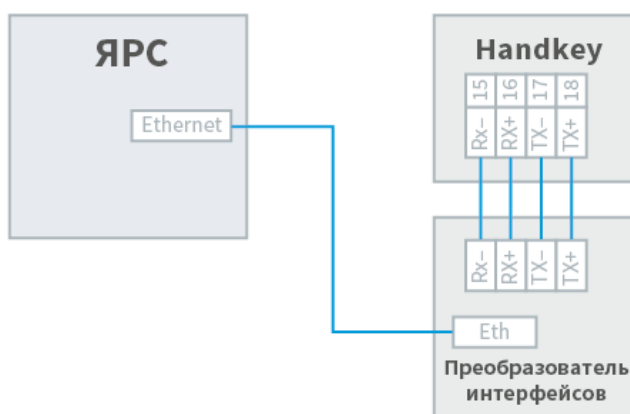 ЯРС
Ethernet
Handkey
15 16 17 18
Rx− RX+ TX− TX+
Rx− RX+ TX− TX+
Eth
Преобразователь
интерфейсов